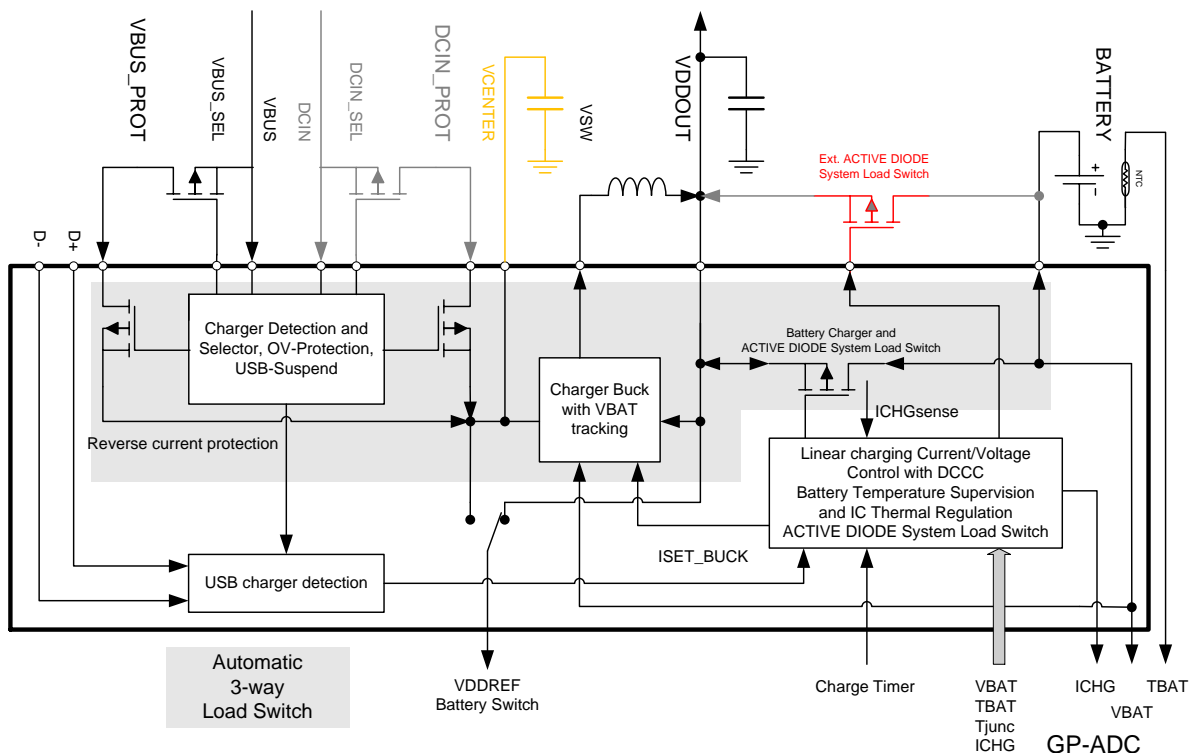 VBUS_PROT
VBUS_SEL
VBUS
DCIN
DCIN_SEL
DCIN_PROT
VCENTER
VSW
VDDOUT
BATTERY
NTC
+
−
Ext. ACTIVE DIODE
System Load Switch
D-
D+
Charger Detection and
Selector, OV-Protection,
USB-Suspend
Battery Charger and
ACTIVE DIODE System Load Switch
Charger Buck
with VBAT
tracking
ICHGsense
Reverse current protection
Linear charging Current/Voltage
Control with DCCC
Battery Temperature Supervision
and IC Thermal Regulation
ACTIVE DIODE System Load Switch
ISET_BUCK
USB charger detection
Automatic
3-way
Load Switch
VDDREF
Battery Switch
Charge Timer
VBAT
TBAT
Tjunc
ICHG
ICHG
VBAT
TBAT
GP-ADC